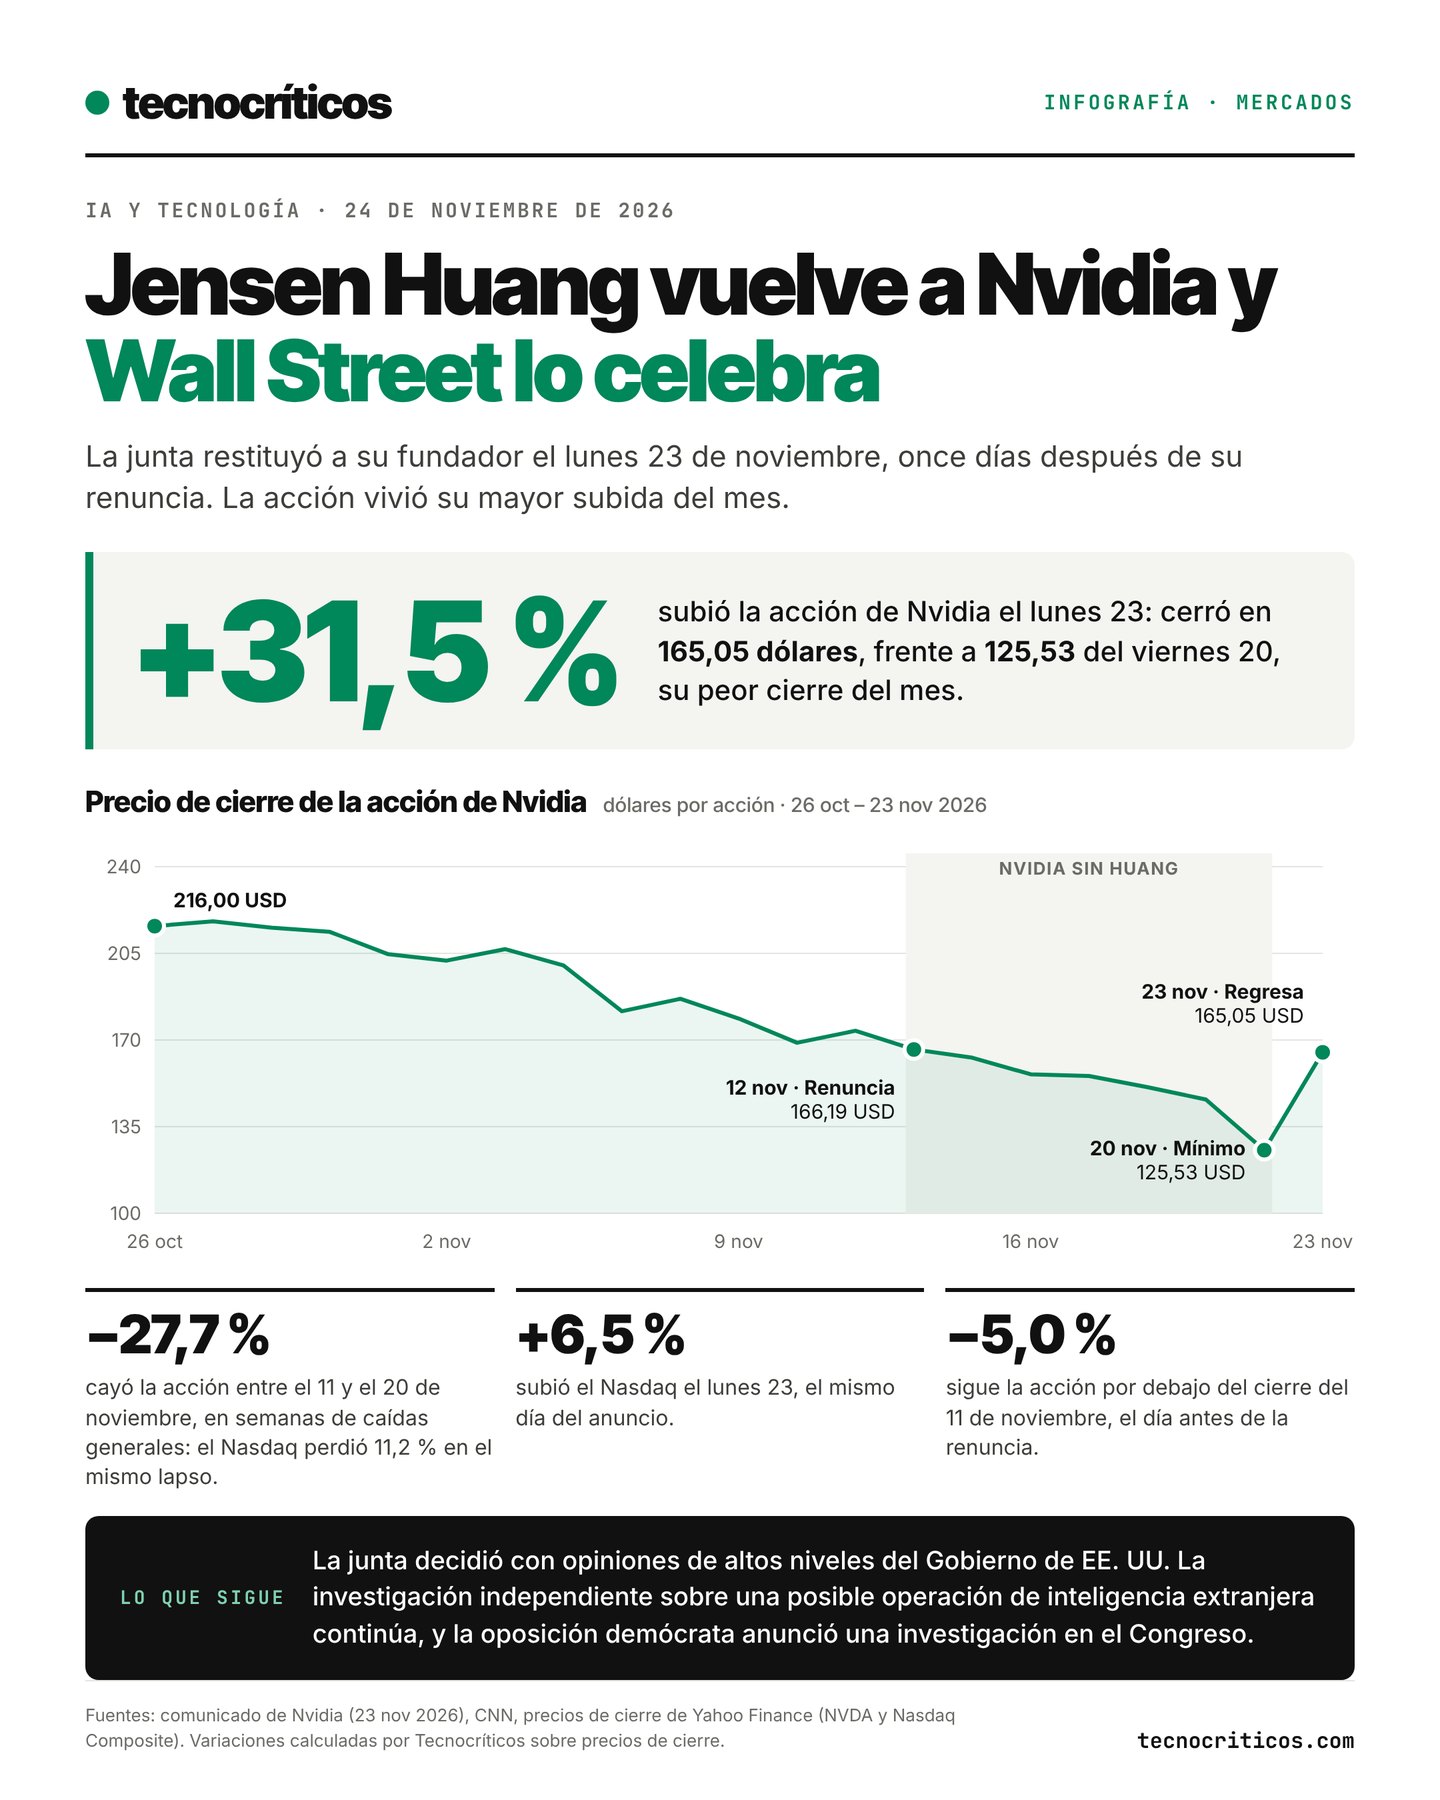 tecnocríticos
INFOGRAFÍA · MERCADOS
IA Y TECNOLOGÍA · 24 DE NOVIEMBRE DE 2026
Jensen Huang vuelve a Nvidia y
Wall Street lo celebra
La junta restituyó a su fundador el lunes 23 de noviembre, once días después de su
renuncia. La acción vivió su mayor subida del mes.
+31,5 %
subió la acción de Nvidia el lunes 23: cerró en
165,05 dólares, frente a 125,53 del viernes 20,
su peor cierre del mes.
Precio de cierre de la acción de Nvidia
dólares por acción · 26 oct – 23 nov 2026
240
NVIDIA SIN HUANG
216,00 USD
205
23 nov · Regresa
165,05 USD
170
12 nov · Renuncia
166,19 USD
135
20 nov · Mínimo
125,53 USD
100
26 oct
2 nov
9 nov
16 nov
23 nov
−27,7 %
cayó la acción entre el 11 y el 20 de
noviembre, en semanas de caídas
generales: el Nasdaq perdió 11,2 % en el
mismo lapso.
+6,5 %
subió el Nasdaq el lunes 23, el mismo
día del anuncio.
−5,0 %
sigue la acción por debajo del cierre del
11 de noviembre, el día antes de la
renuncia.
LO QUE SIGUE
La junta decidió con opiniones de altos niveles del Gobierno de EE. UU. La
investigación independiente sobre una posible operación de inteligencia extranjera
continúa, y la oposición demócrata anunció una investigación en el Congreso.
Fuentes: comunicado de Nvidia (23 nov 2026), CNN, precios de cierre de Yahoo Finance (NVDA y Nasdaq
Composite). Variaciones calculadas por Tecnocríticos sobre precios de cierre.
tecnocriticos.com